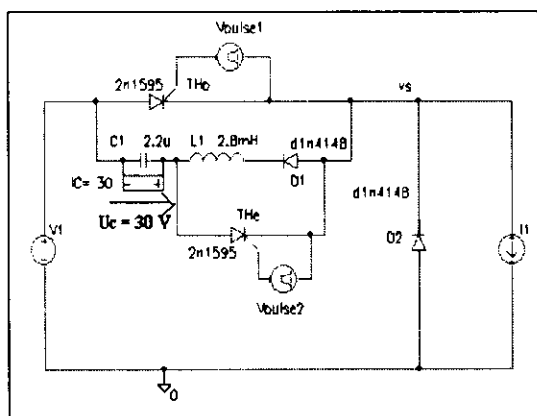 Vpulse1
2n1595 THp
vs
C1 2.2u L1 2.8mH d1n4148
D1
IC= 30
Uc = 30 V
d1n4148
V1
THe
D2
I1
2n1595
Vpulse2
0